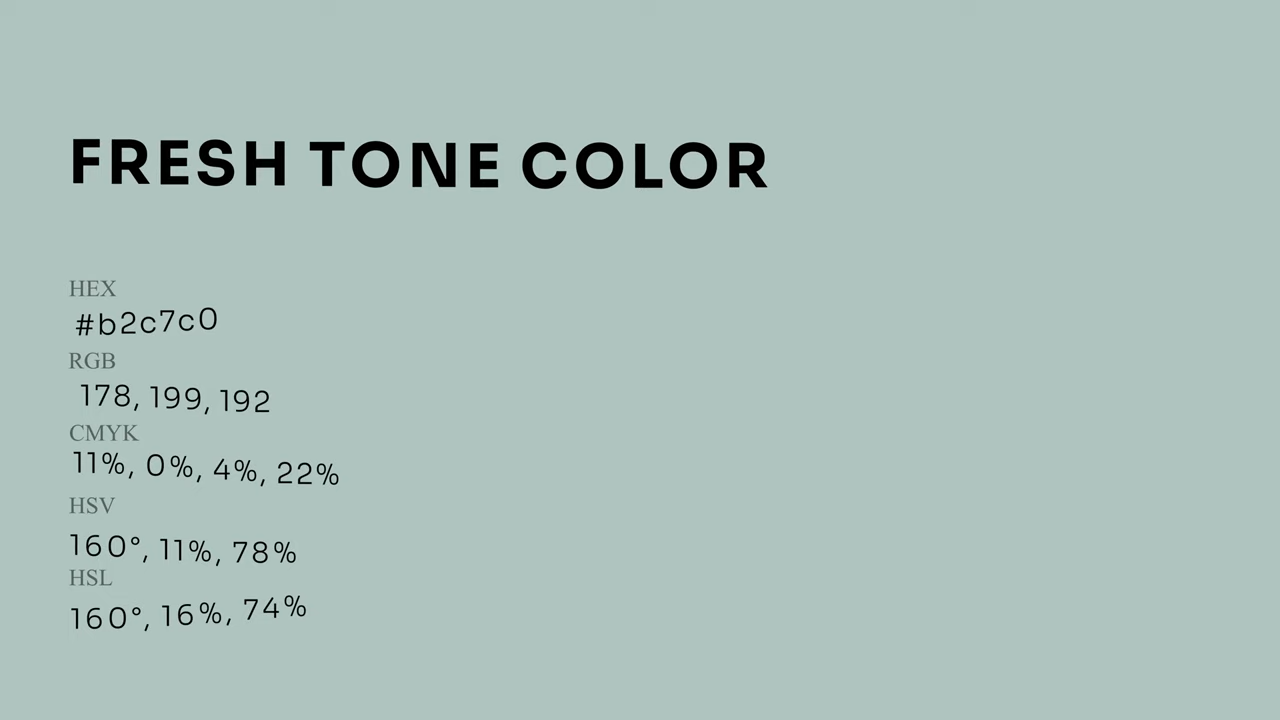 FRESH TONE COLOR
HEX
#b2c7c0
RGB
178, 199, 192
CMYK
11%, 0%, 4%, 22%
HSV
160°, 11%, 78%
HSL
160°, 16%, 74%